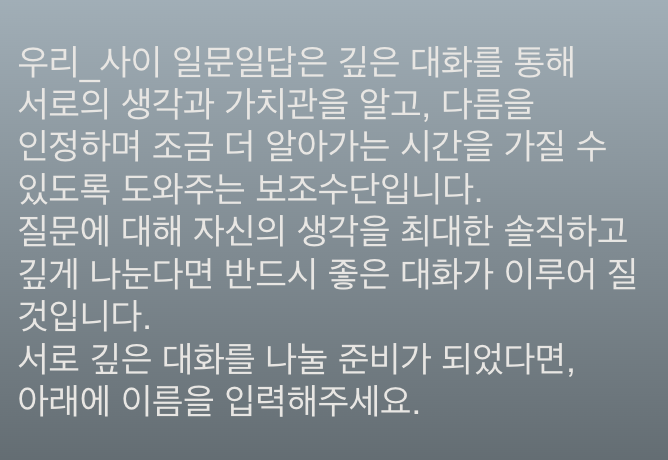 우리_사이 일문일답은 깊은 대화를 통해
서로의 생각과 가치관을 알고, 다름을
인정하며 조금 더 알아가는 시간을 가질 수
있도록 도와주는 보조수단입니다.
질문에 대해 자신의 생각을 최대한 솔직하고
깊게 나눈다면 반드시 좋은 대화가 이루어 질
것입니다.
서로 깊은 대화를 나눌 준비가 되었다면,
아래에 이름을 입력해주세요.